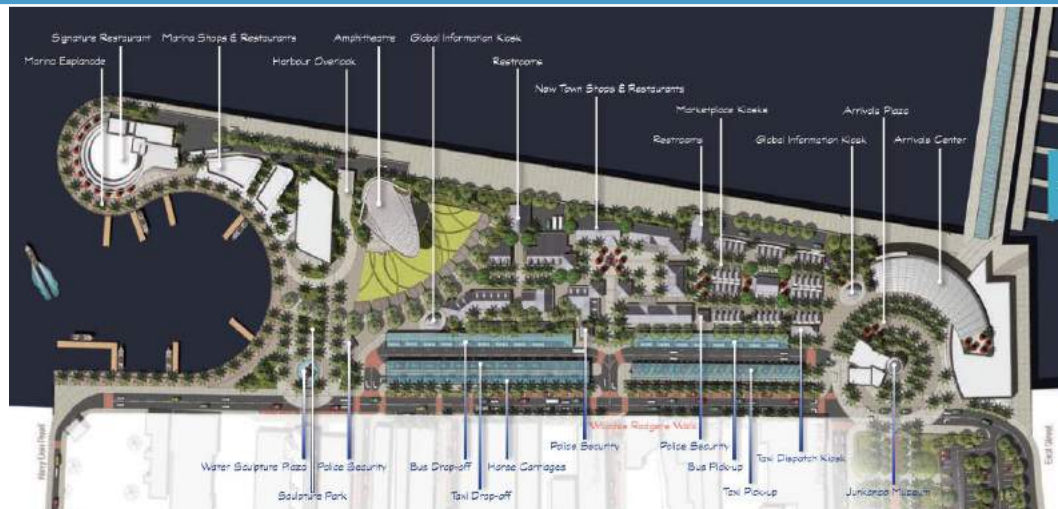 Signature Restaurant
Marina Shops & Restaurants
Amphitheatre
Global Information Kiosk
Marina Esplanade
Harbour Overlook
Restrooms
New Town Shops & Restaurants
Marketplace Kiosks
Arrivals Plaza
Restrooms
Global Information Kiosk
Arrivals Center
Woodes Rodgers Walk
Police Security
Police Security
Taxi Dispatch Kiosk
Water Sculpture Plaza
Police Security
Bus Drop-off
Horse Carriages
Bus Pick-up
Sculpture Park
Taxi Drop-off
Taxi Pick-up
Junkanoo Museum
East Street